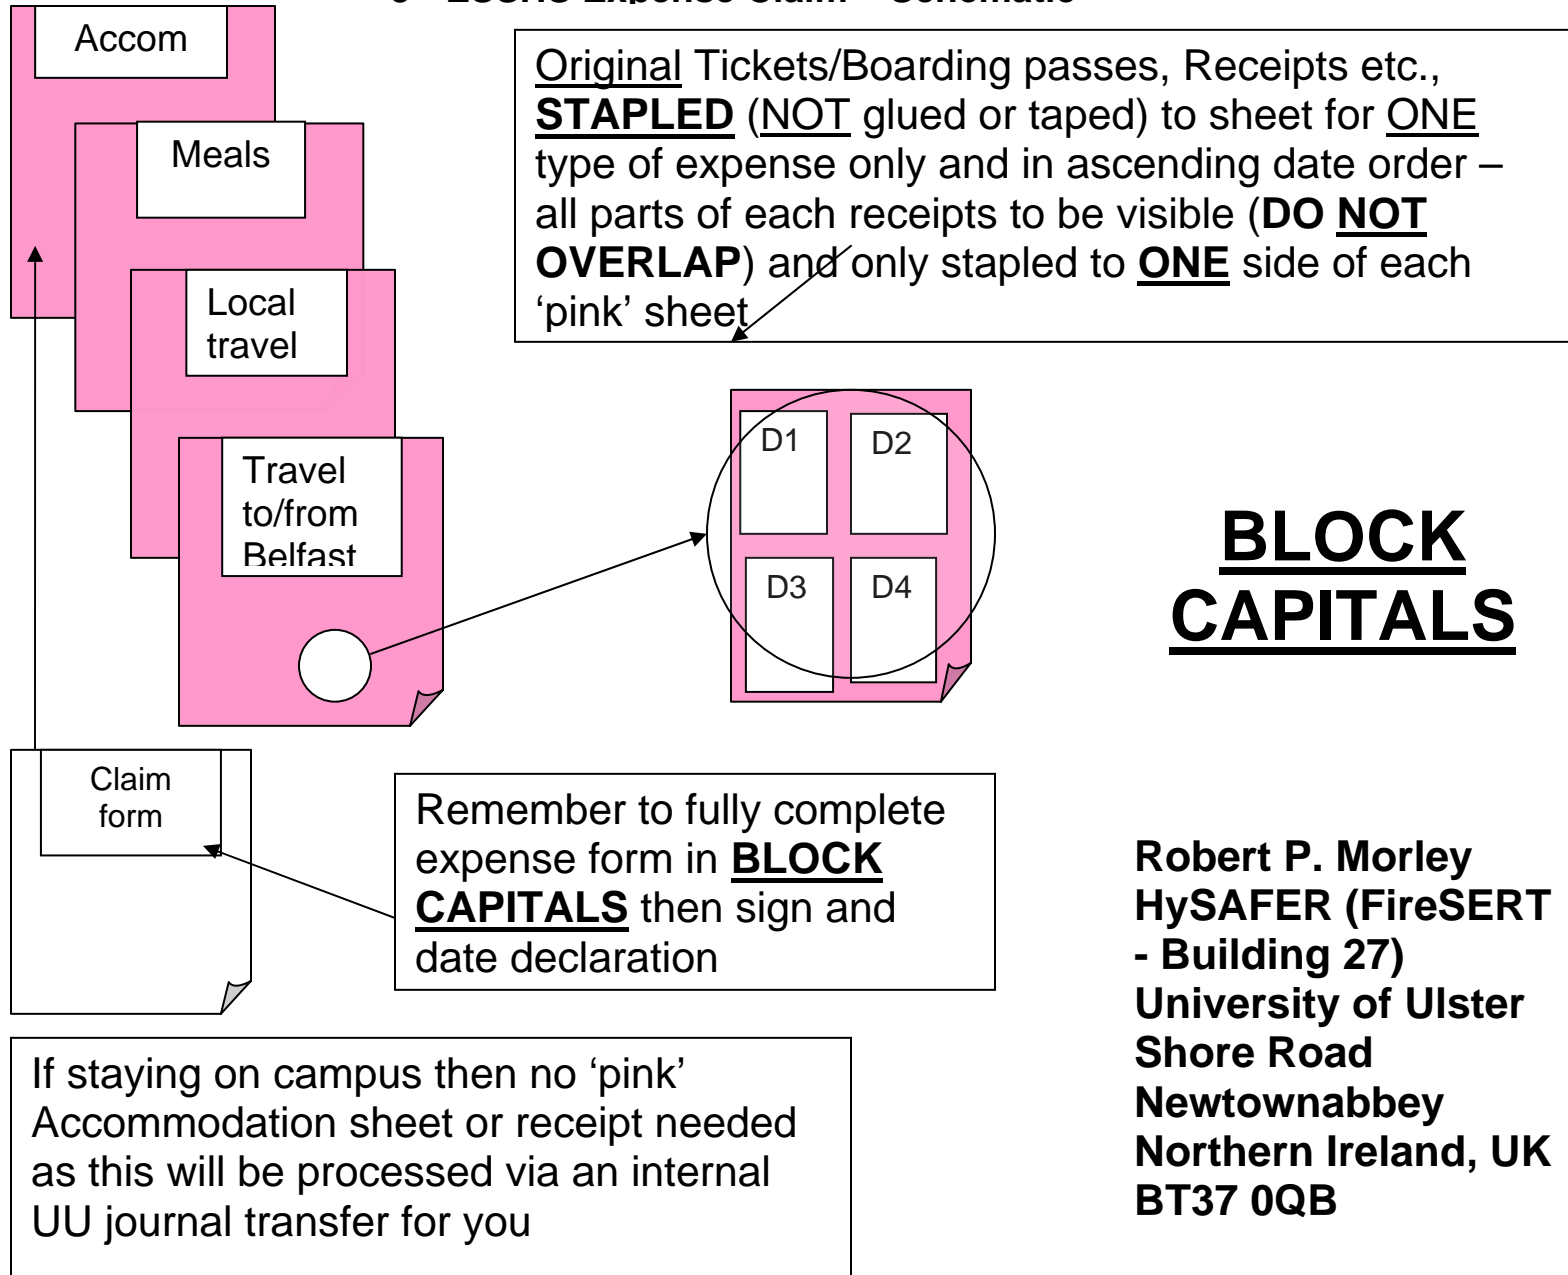 Accom
Original Tickets/Boarding passes, Receipts etc.,
STAPLED (NOT glued or taped) to sheet for ONE
type of expense only and in ascending date order –
all parts of each receipts to be visible (DO NOT
OVERLAP) and only stapled to ONE side of each
‘pink’ sheet
Meals
Local
travel
Travel
to/from
Belfast
D1
D2
D3
D4
BLOCK
CAPITALS
Claim
form
Remember to fully complete
expense form in BLOCK
CAPITALS then sign and
date declaration
Robert P. Morley
HySAFER (FireSERT
- Building 27)
University of Ulster
Shore Road
Newtownabbey
Northern Ireland, UK
BT37 0QB
If staying on campus then no ‘pink’
Accommodation sheet or receipt needed
as this will be processed via an internal
UU journal transfer for you